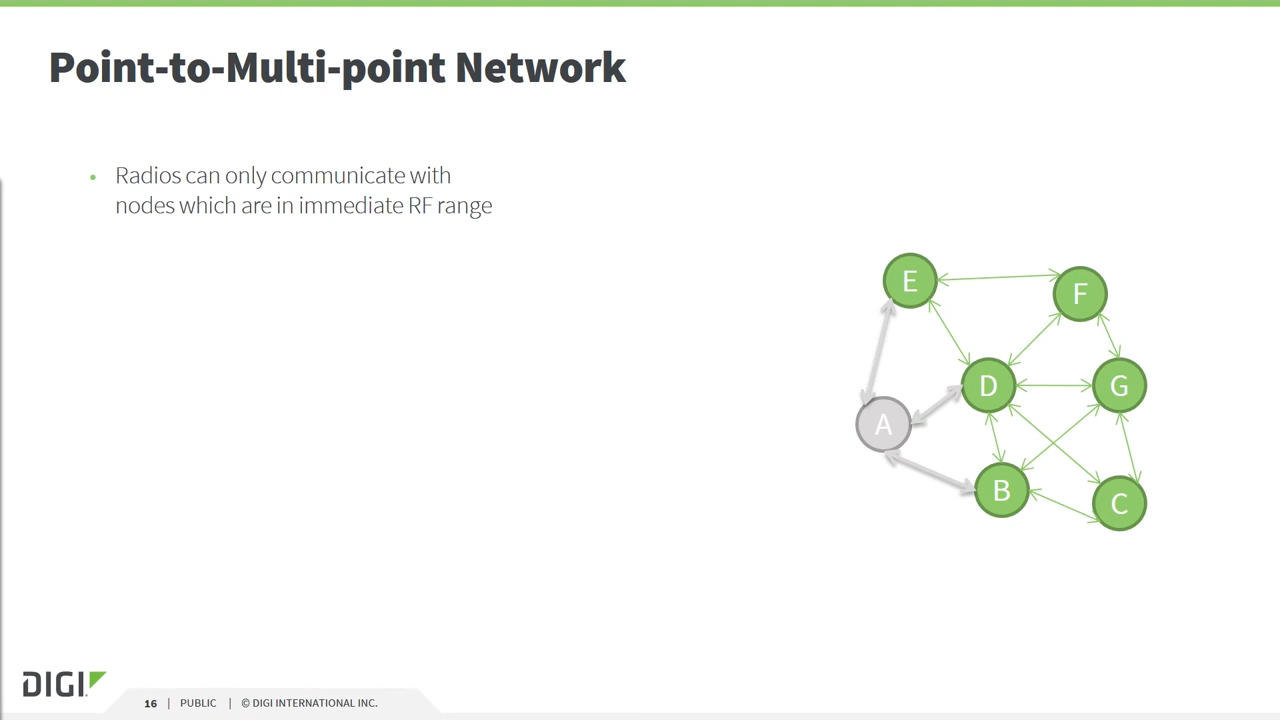 Point-to-Multi-point Network
• Radios can only communicate with
nodes which are in immediate RF range
E
F
D
G
A
B
C
DIGI
16 | PUBLIC | © DIGI INTERNATIONAL INC.